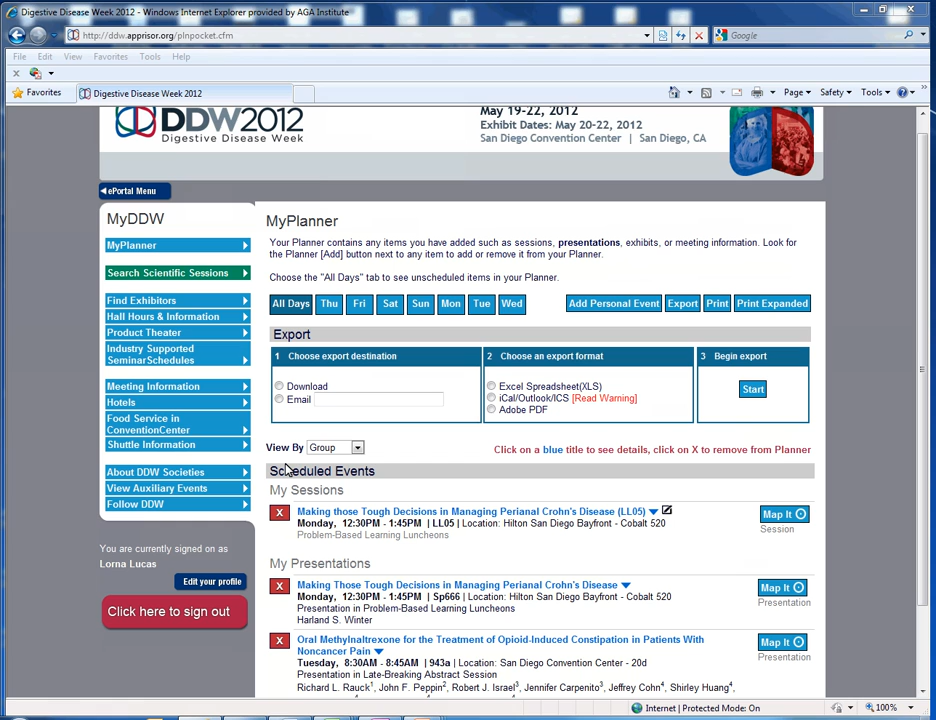 Digestive Disease Week 2012 - Windows Internet Explorer provided by AGA Institute
http://ddw.apprisor.org/plnpocket.cfm
Google
File Edit View Favorites Tools Help
x
Favorites Digestive Disease Week 2012 Page Safety Tools
DDW2012
Digestive Disease Week
May 19-22, 2012
Exhibit Dates: May 20-22, 2012
San Diego Convention Center | San Diego, CA
ePortal Menu
MyDDW
MyPlanner
Search Scientific Sessions
Find Exhibitors
Hall Hours & Information
Product Theater
Industry Supported
SeminarSchedules
Meeting Information
Hotels
Food Service in
ConventionCenter
Shuttle Information
About DDW Societies
View Auxiliary Events
Follow DDW
You are currently signed on as
Lorna Lucas
Edit your profile
Click here to sign out
MyPlanner
Your Planner contains any items you have added such as sessions, presentations, exhibits, or meeting information. Look for
the Planner [Add] button next to any item to add or remove it from your Planner.
Choose the "All Days" tab to see unscheduled items in your Planner.
All Days Thu Fri Sat Sun Mon Tue Wed Add Personal Event Export Print Print Expanded
Export
1 Choose export destination
Download
Email
2 Choose an export format
Excel Spreadsheet(XLS)
iCal/Outlook/ICS [Read Warning]
Adobe PDF
3 Begin export
Start
View By Group
Click on a blue title to see details, click on X to remove from Planner
Scheduled Events
My Sessions
X Making those Tough Decisions in Managing Perianal Crohn's Disease (LL05) Map It
Monday, 12:30PM - 1:45PM | LL05 | Location: Hilton San Diego Bayfront - Cobalt 520 Session
Problem-Based Learning Luncheons
My Presentations
X Making Those Tough Decisions in Managing Perianal Crohn's Disease Map It
Monday, 12:30PM - 1:45PM | Sp666 | Location: Hilton San Diego Bayfront - Cobalt 520 Presentation
Presentation in Problem-Based Learning Luncheons
Harland S. Winter
X Oral Methylnaltrexone for the Treatment of Opioid-Induced Constipation in Patients With Map It
Noncancer Pain Presentation
Tuesday, 8:30AM - 8:45AM | 943a | Location: San Diego Convention Center - 20d
Presentation in Late-Breaking Abstract Session
Richard L. Rauck1, John F. Peppin2, Robert J. Israel3, Jennifer Carpenito3, Jeffrey Cohn4, Shirley Huang4,
Internet | Protected Mode: On 100%